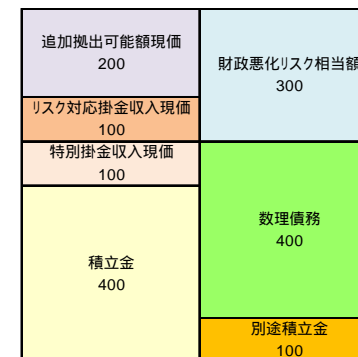 追加拠出可能額現価
200
リスク対応掛金収入現価
100
特別掛金収入現価
100
積立金
400
財政悪化リスク相当額
300
数理債務
400
別途積立金
100